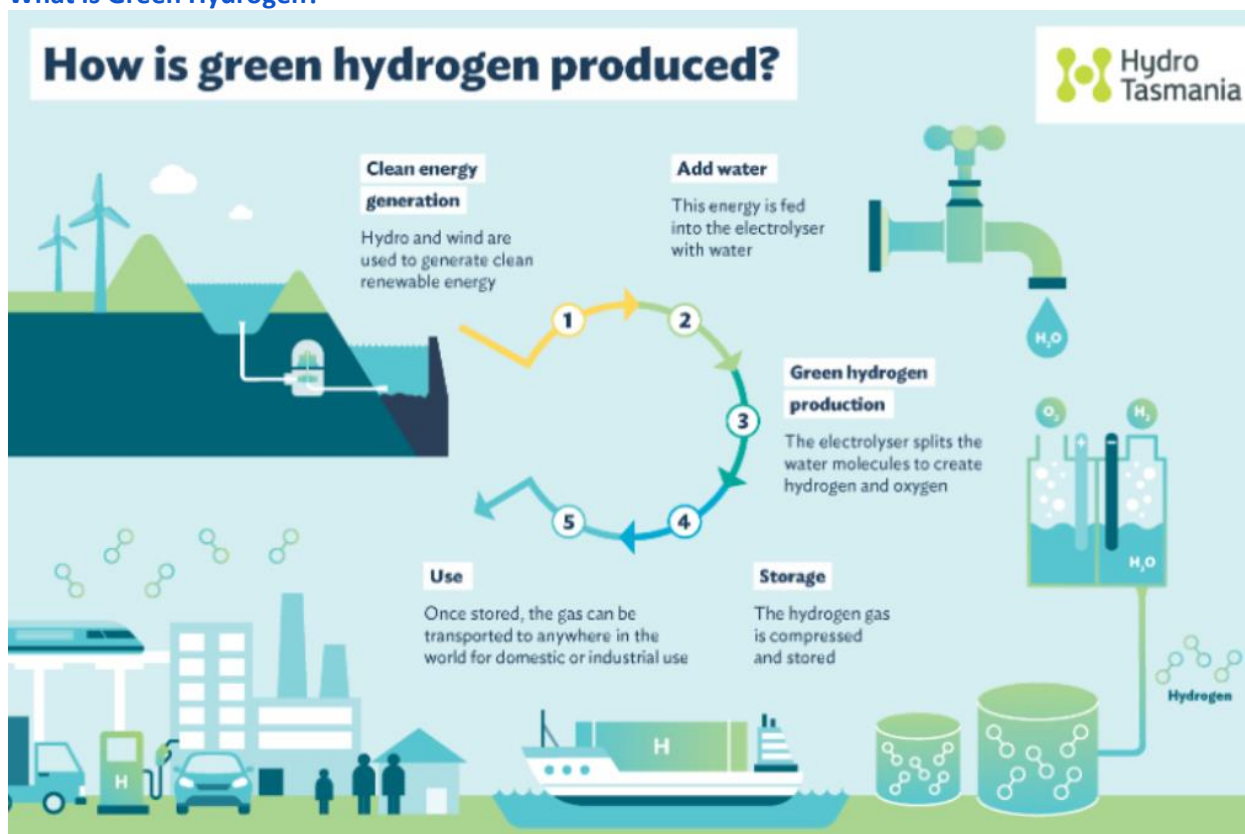 What is Green Hydrogen?
How is green hydrogen produced?
Hydro
Tasmania
Clean energy
generation
Hydro and wind are
used to generate clean
renewable energy
Add water
This energy is fed
into the electrolyser
with water
H₂O
1
2
3
4
5
Green hydrogen
production
The electrolyser splits the
water molecules to create
hydrogen and oxygen
O₂
H₂
+
-
H₂O
Use
Once stored, the gas can be
transported to anywhere in the
world for domestic or industrial use
Storage
The hydrogen gas
is compressed
and stored
Hydrogen
H
H